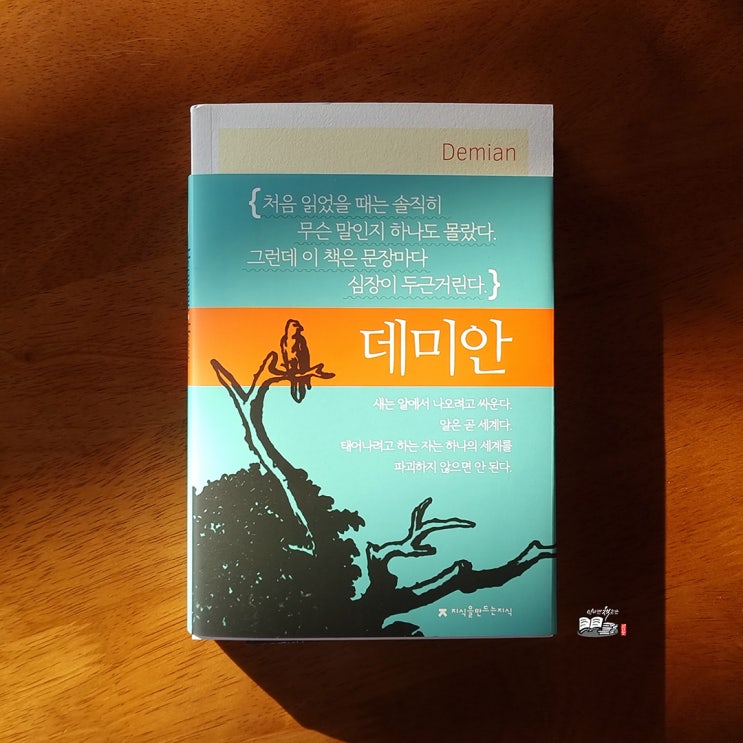 Demian
{처음 읽었을 때는 솔직히
무슨 말인지 하나도 몰랐다.
그런데 이 책은 문장마다
심장이 두근거린다.}
데미안
새는 알에서 나오려고 싸운다.
알은 곧 세계다.
태어나려고 하는 자는 하나의 세계를
파괴하지 않으면 안 된다.
지식을만드는지식